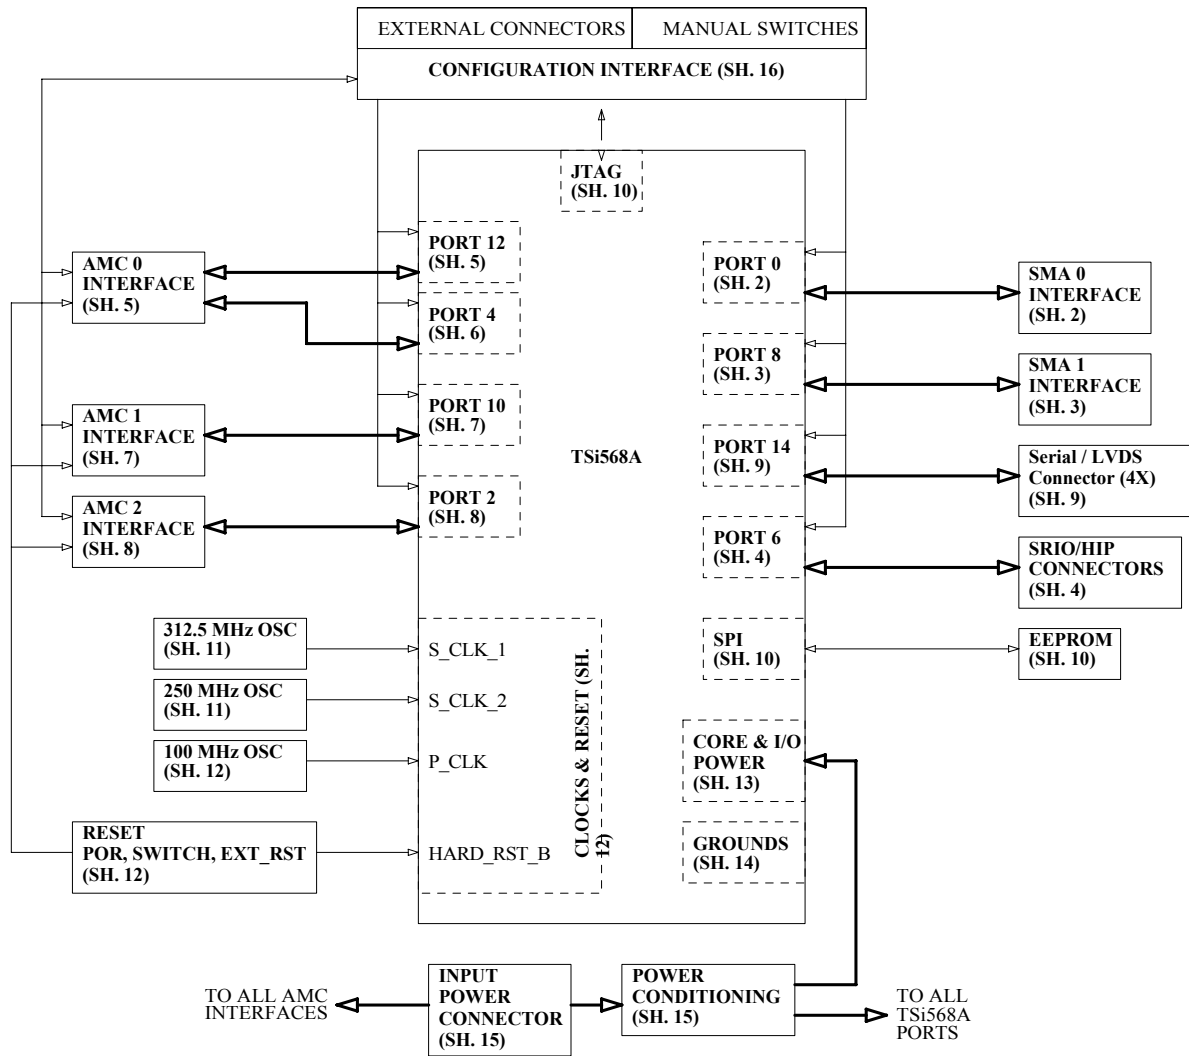 EXTERNAL CONNECTORS
MANUAL SWITCHES
CONFIGURATION INTERFACE (SH. 16)
JTAG
(SH. 10)
PORT 12
(SH. 5)
PORT 4
(SH. 6)
PORT 10
(SH. 7)
PORT 2
(SH. 8)
AMC 0
INTERFACE
(SH. 5)
AMC 1
INTERFACE
(SH. 7)
AMC 2
INTERFACE
(SH. 8)
TSi568A
PORT 0
(SH. 2)
PORT 8
(SH. 3)
PORT 14
(SH. 9)
PORT 6
(SH. 4)
SMA 0
INTERFACE
(SH. 2)
SMA 1
INTERFACE
(SH. 3)
Serial / LVDS
Connector (4X)
(SH. 9)
SRIO/HIP
CONNECTORS
(SH. 4)
312.5 MHz OSC
(SH. 11)
250 MHz OSC
(SH. 11)
100 MHz OSC
(SH. 12)
RESET
POR, SWITCH, EXT_RST
(SH. 12)
S_CLK_1
S_CLK_2
P_CLK
HARD_RST_B
CLOCKS & RESET (SH.
12)
SPI
(SH. 10)
EEPROM
(SH. 10)
CORE & I/O
POWER
(SH. 13)
GROUNDS
(SH. 14)
TO ALL AMC
INTERFACES
INPUT
POWER
CONNECTOR
(SH. 15)
POWER
CONDITIONING
(SH. 15)
TO ALL
TSi568A
PORTS